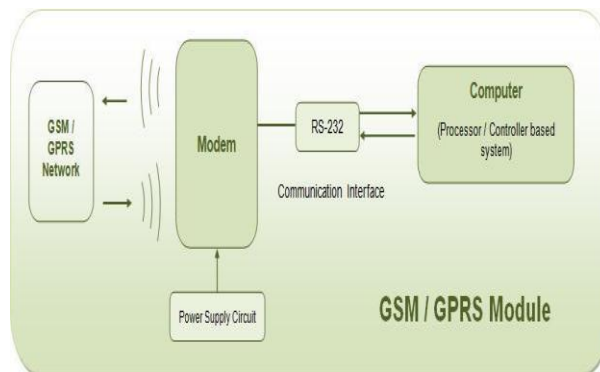 GSM /
GPRS
Network
Modem
RS-232
Communication Interface
Computer
(Processor / Controller based
system)
Power Supply Circuit
GSM / GPRS Module